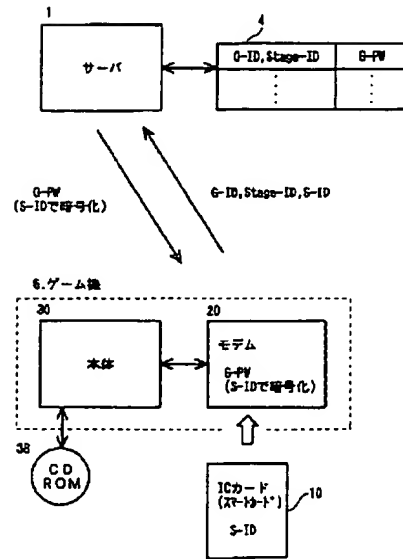 1
サーバ
4
G-ID,Stage-ID
G-PW
G-PW
(S-IDで暗号化)
G-ID,Stage-ID,S-ID
6.ゲーム機
30
本体
20
モデム
G-PW
(S-IDで暗号化)
38
CD
ROM
ICカード
(スマートカード)
S-ID
10